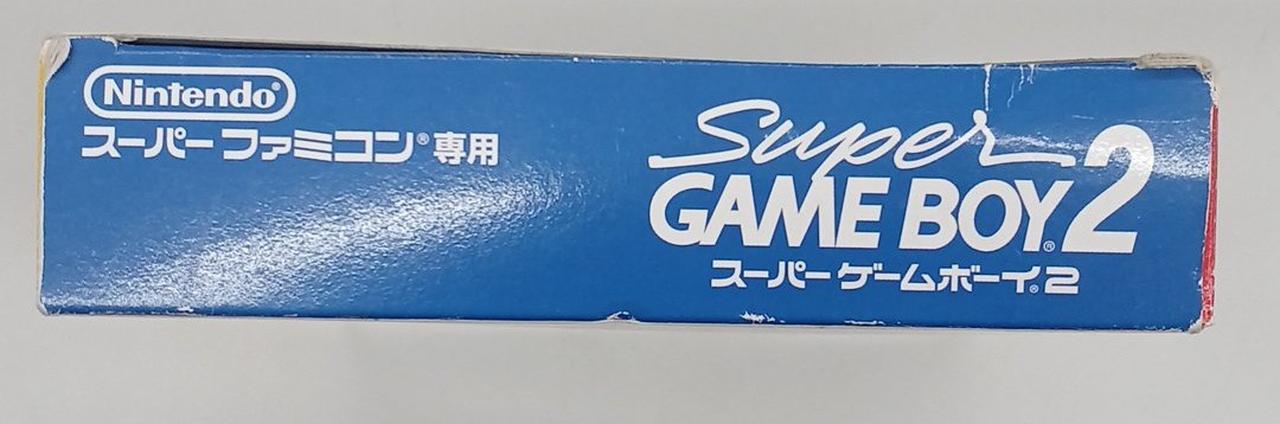 Nintendo®
スーパーファミコン®専用
Super
GAME BOY®2
スーパーゲームボーイ®2